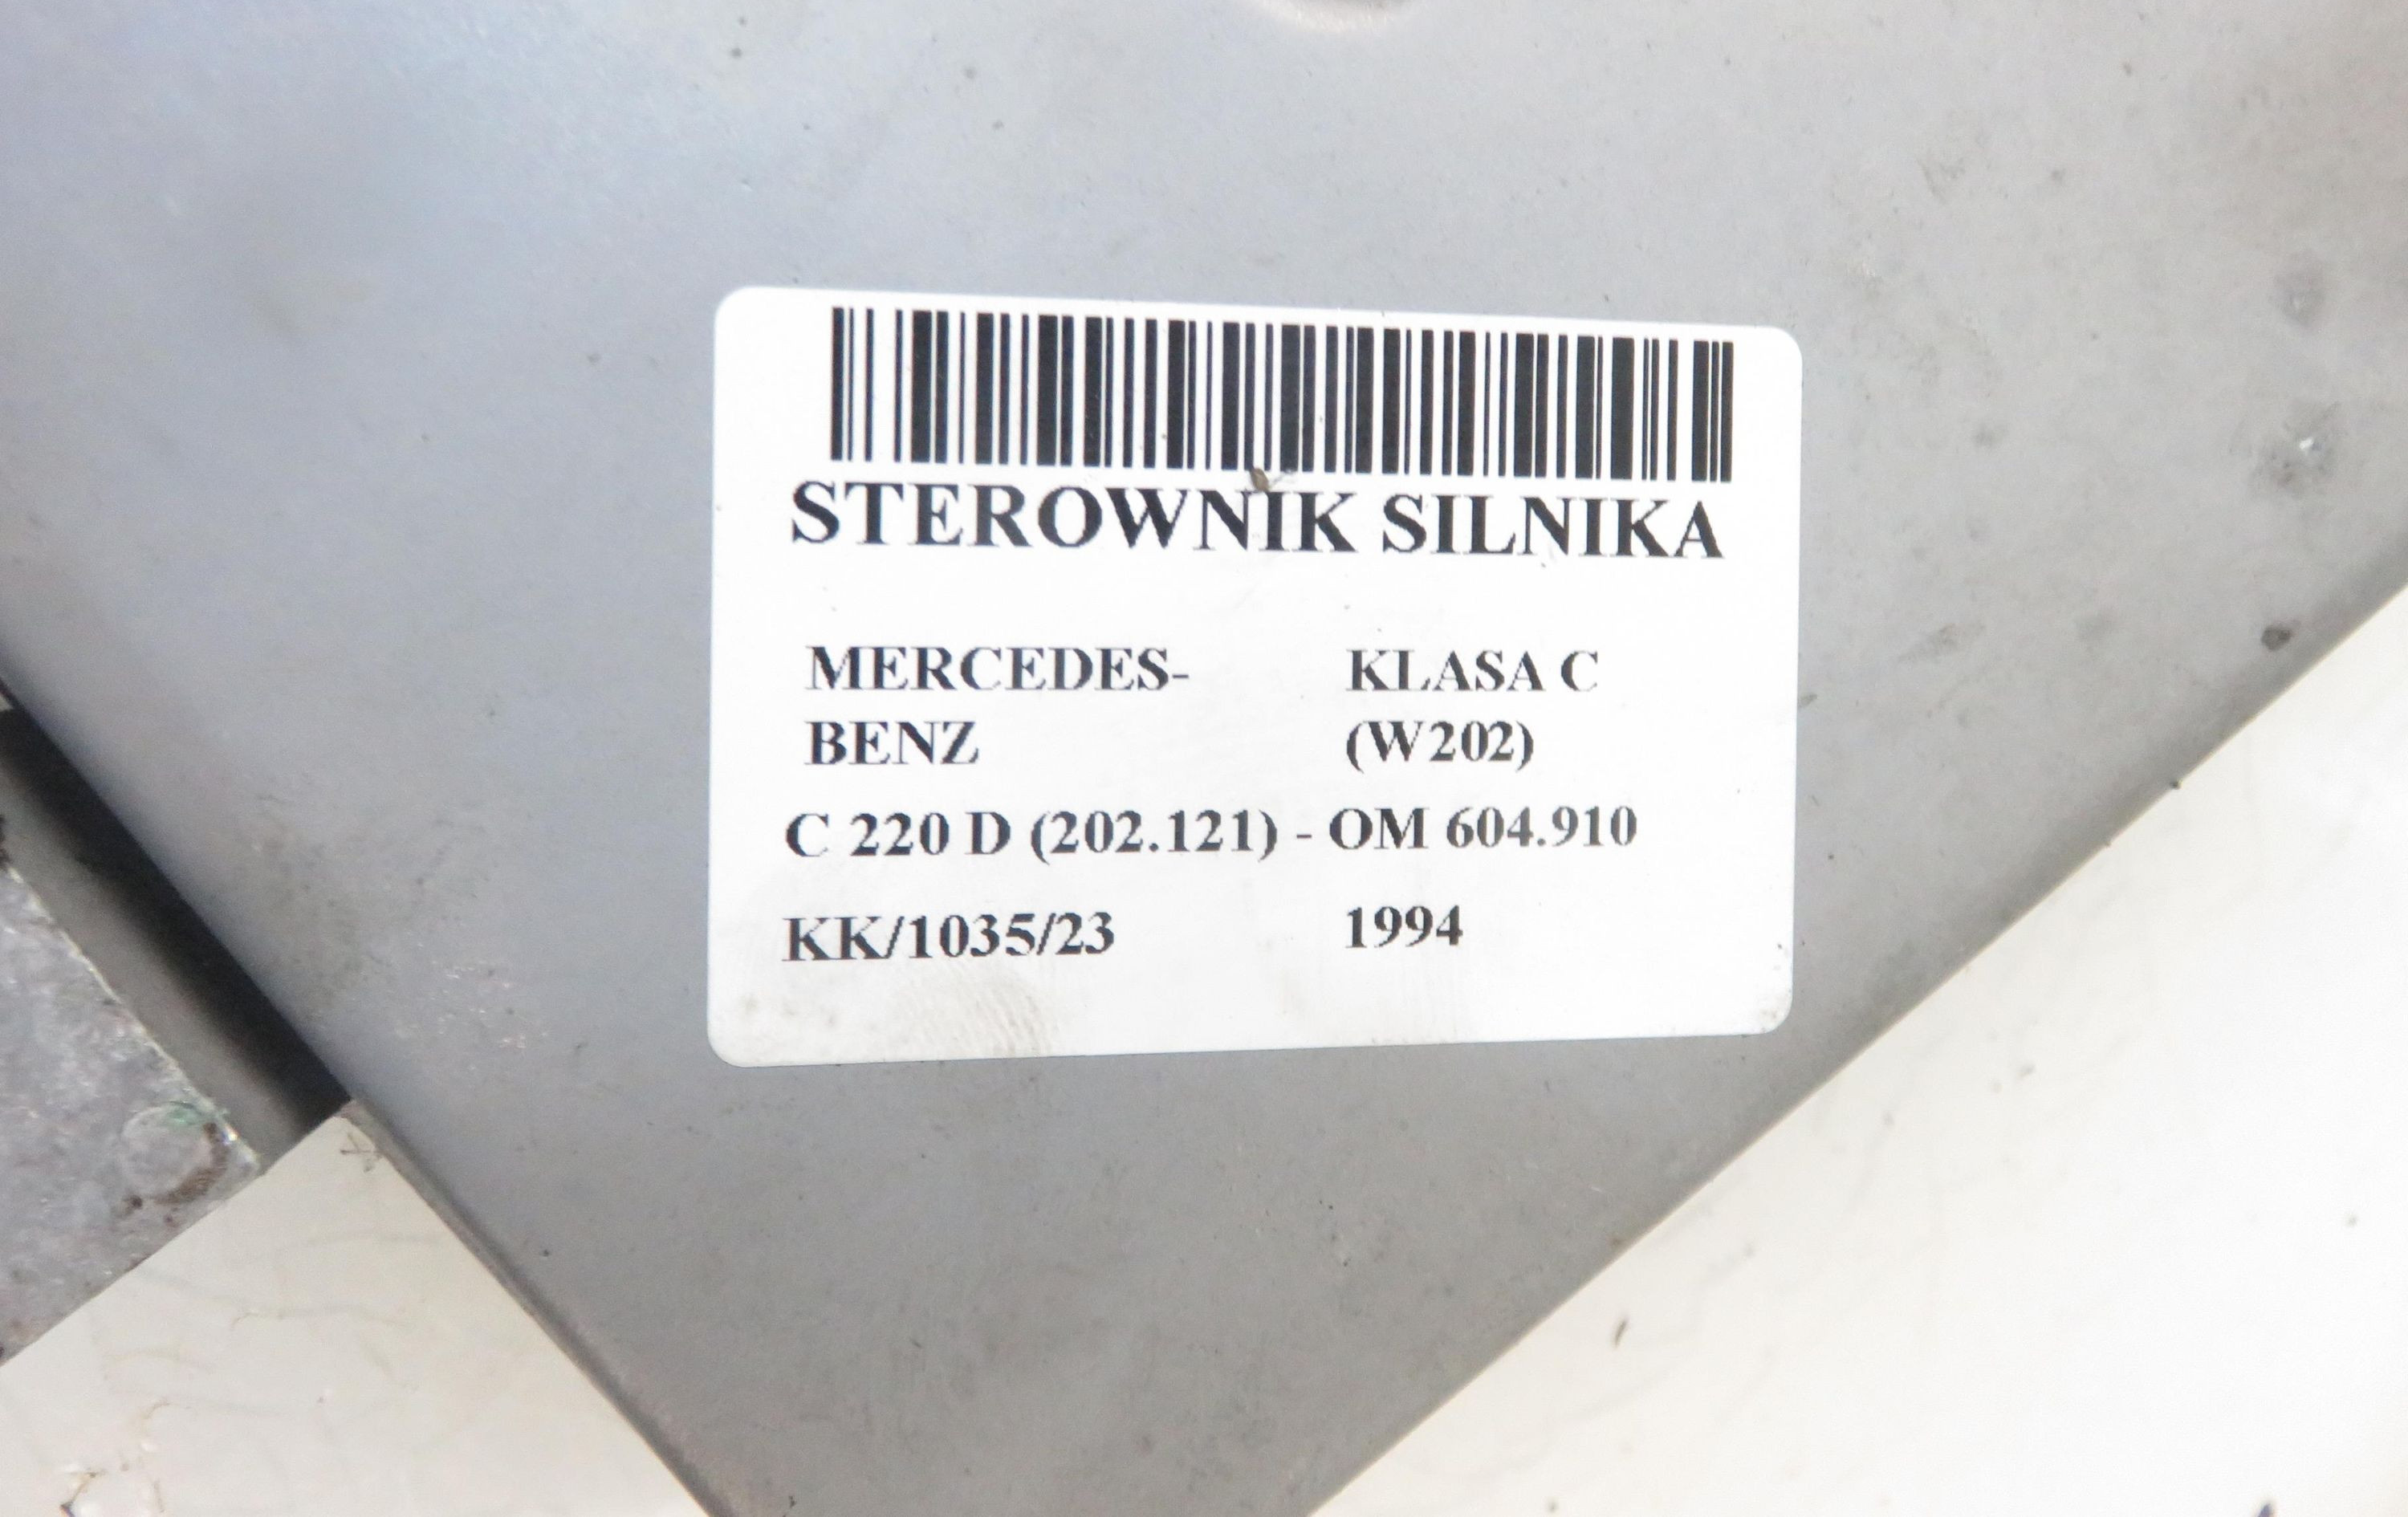 STEROWNIK SILNIKA
MERCEDES- KLASA C
BENZ (W202)
C 220 D (202.121) - OM 604.910
KK/1035/23 1994